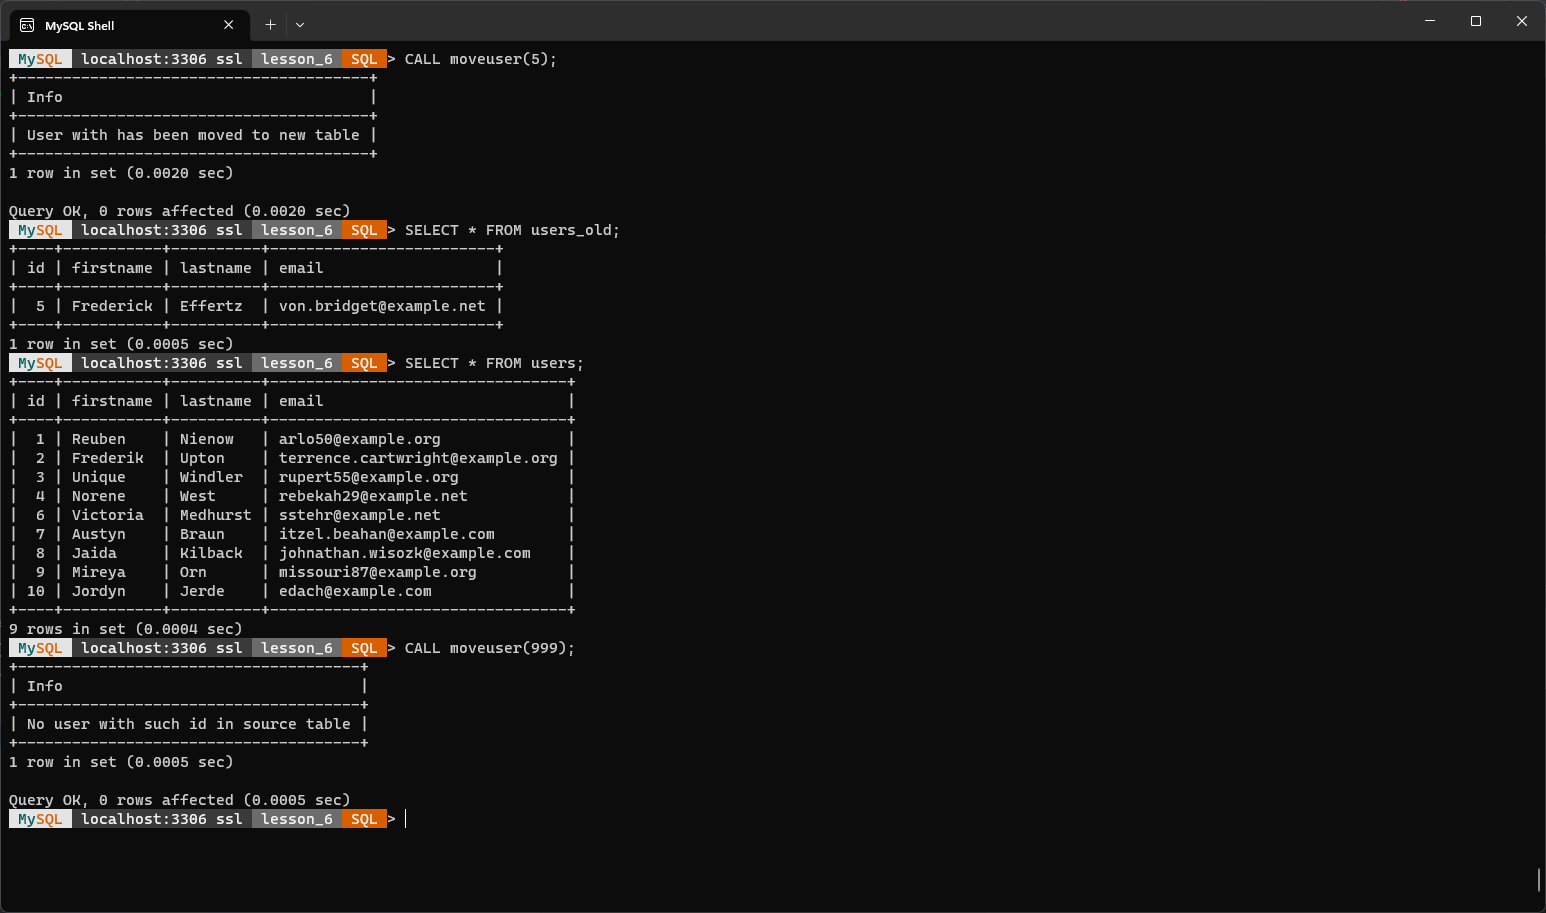 MySQL Shell
MySQL localhost:3306 ssl lesson_6 SQL > CALL moveuser(5);
+---------------------------------------+
| Info                                  |
+---------------------------------------+
| User with has been moved to new table |
+---------------------------------------+
1 row in set (0.0020 sec)
Query OK, 0 rows affected (0.0020 sec)
MySQL localhost:3306 ssl lesson_6 SQL > SELECT * FROM users_old;
+----+-----------+----------+-------------------------+
| id | firstname | lastname | email                   |
+----+-----------+----------+-------------------------+
|  5 | Frederick | Effertz  | von.bridget@example.net |
+----+-----------+----------+-------------------------+
1 row in set (0.0005 sec)
MySQL localhost:3306 ssl lesson_6 SQL > SELECT * FROM users;
+----+-----------+----------+---------------------------------+
| id | firstname | lastname | email                           |
+----+-----------+----------+---------------------------------+
|  1 | Reuben    | Nienow   | arlo50@example.org              |
|  2 | Frederik  | Upton    | terrence.cartwright@example.org |
|  3 | Unique    | Windler  | rupert55@example.org            |
|  4 | Norene    | West     | rebekah29@example.net           |
|  6 | Victoria  | Medhurst | sstehr@example.net              |
|  7 | Austyn    | Braun    | itzel.beahan@example.com        |
|  8 | Jaida     | Kilback  | johnathan.wisozk@example.com    |
|  9 | Mireya    | Orn      | missouri87@example.org          |
| 10 | Jordyn    | Jerde    | edach@example.com               |
+----+-----------+----------+---------------------------------+
9 rows in set (0.0004 sec)
MySQL localhost:3306 ssl lesson_6 SQL > CALL moveuser(999);
+--------------------------------------+
| Info                                 |
+--------------------------------------+
| No user with such id in source table |
+--------------------------------------+
1 row in set (0.0005 sec)
Query OK, 0 rows affected (0.0005 sec)
MySQL localhost:3306 ssl lesson_6 SQL >